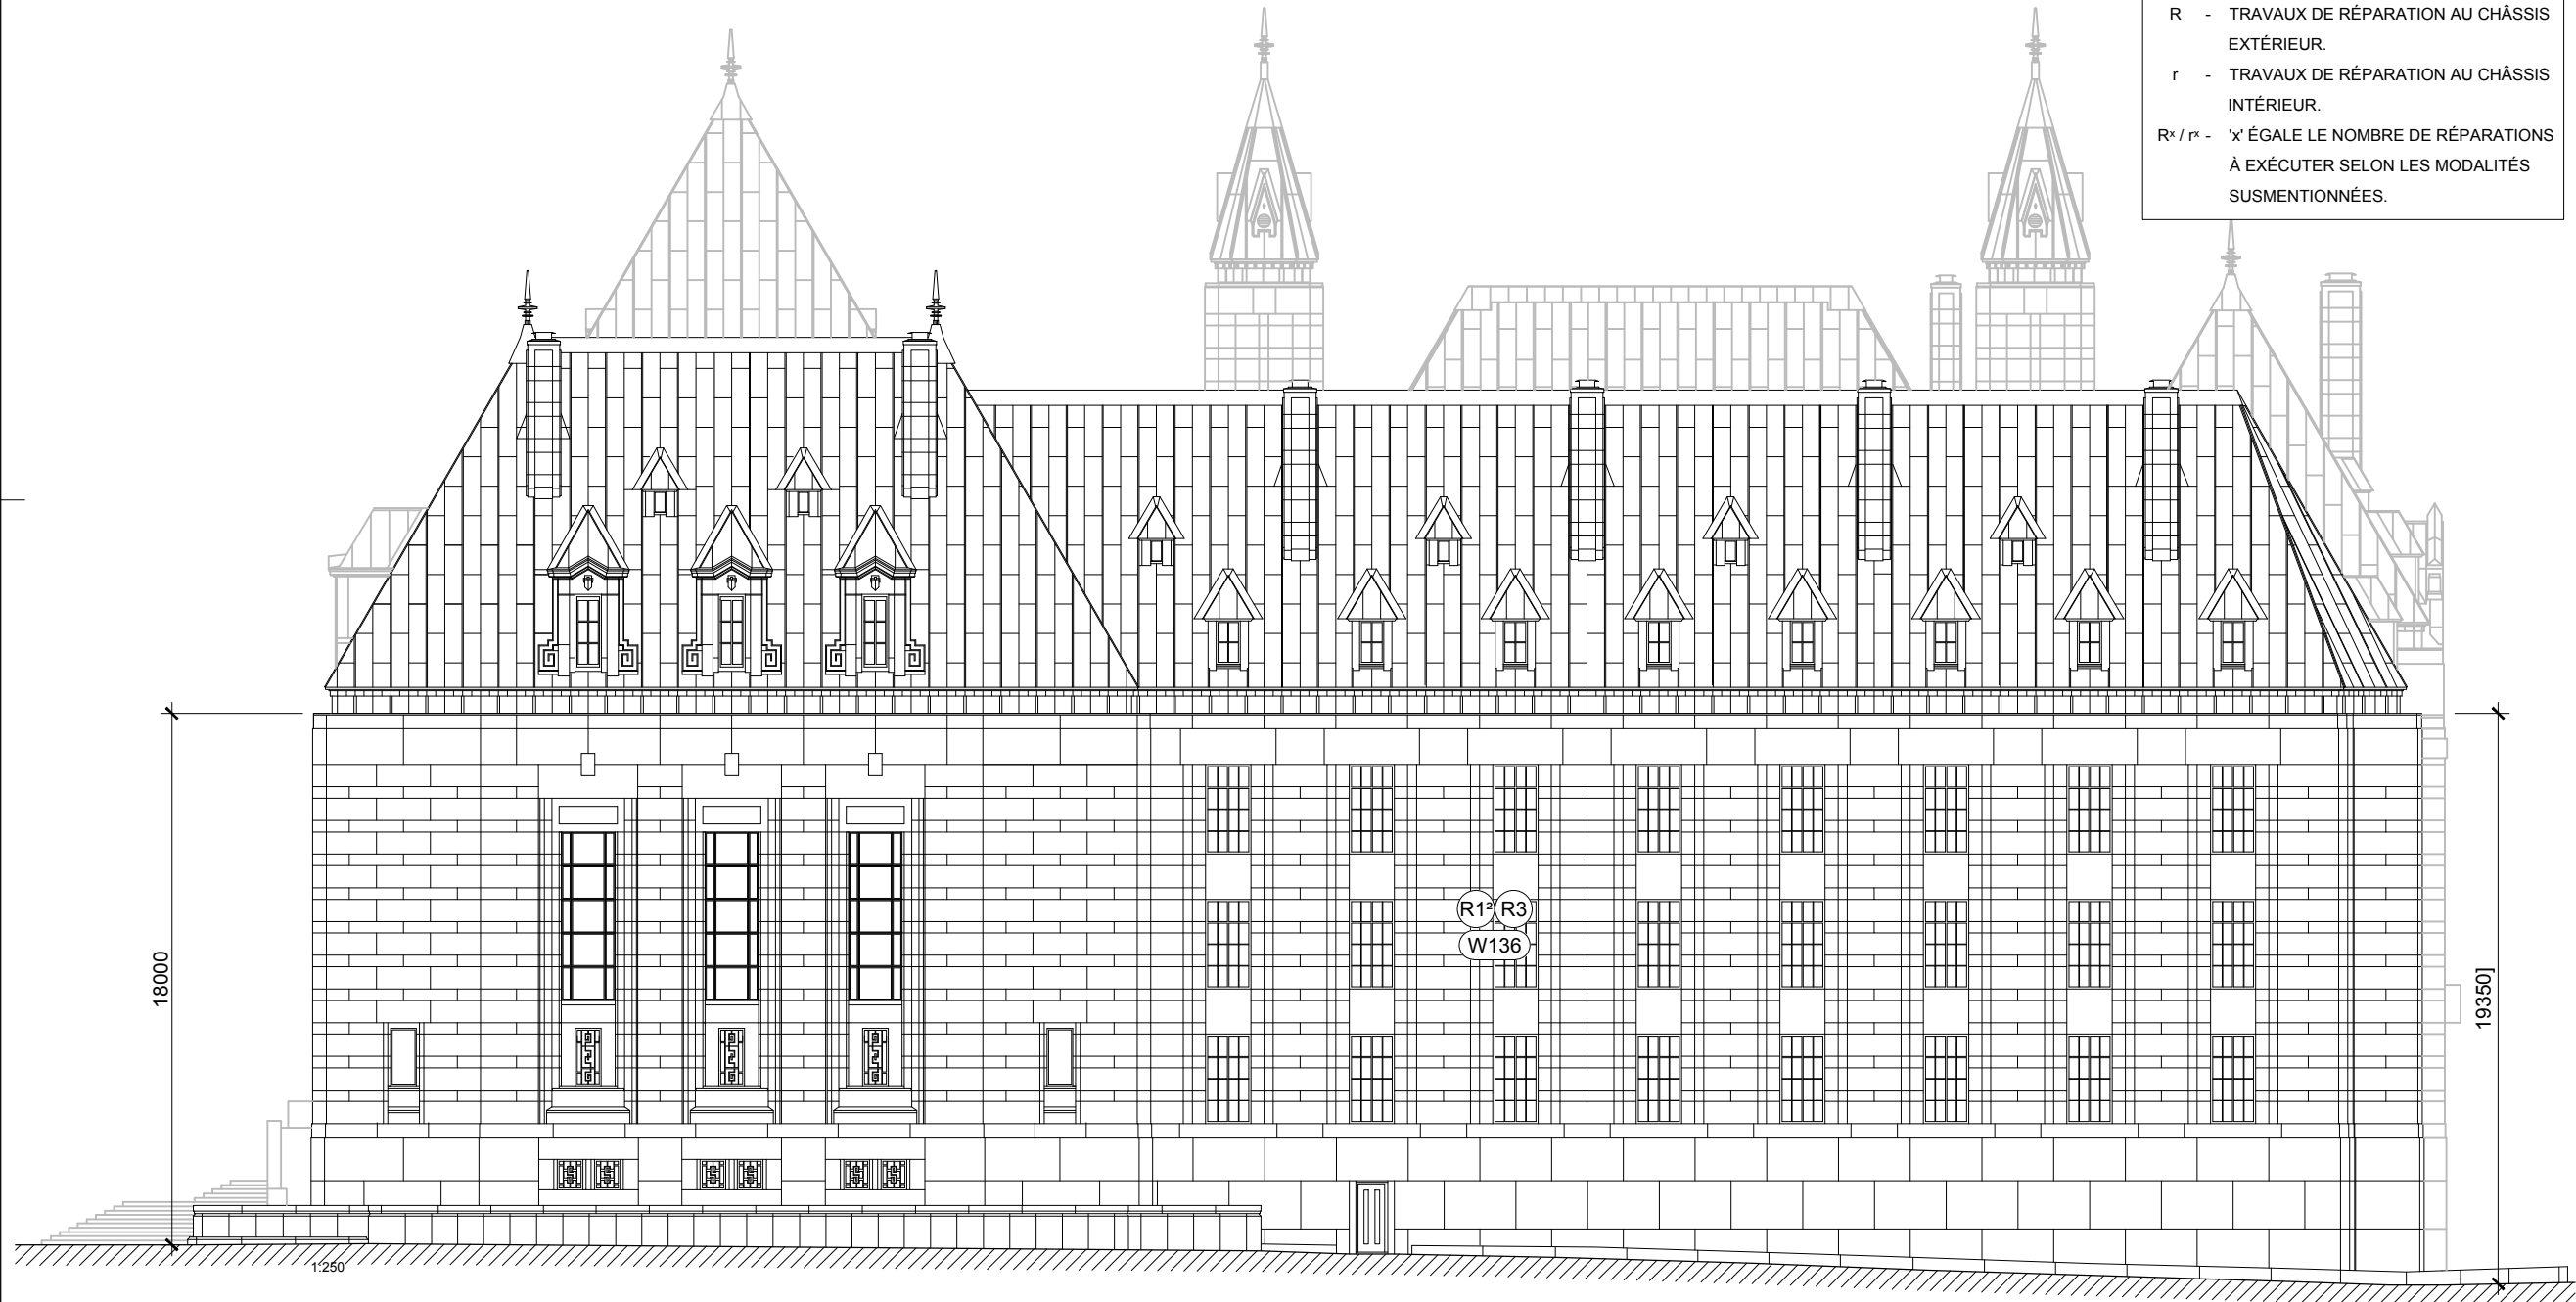 R - TRAVAUX DE RÉPARATION AU CHÂSSIS
EXTÉRIEUR.
r - TRAVAUX DE RÉPARATION AU CHÂSSIS
INTÉRIEUR.
Rˣ / rˣ - 'x' ÉGALE LE NOMBRE DE RÉPARATIONS
À EXÉCUTER SELON LES MODALITÉS
SUSMENTIONNÉES.
R1² R3
W136
18000
19350]
1:250